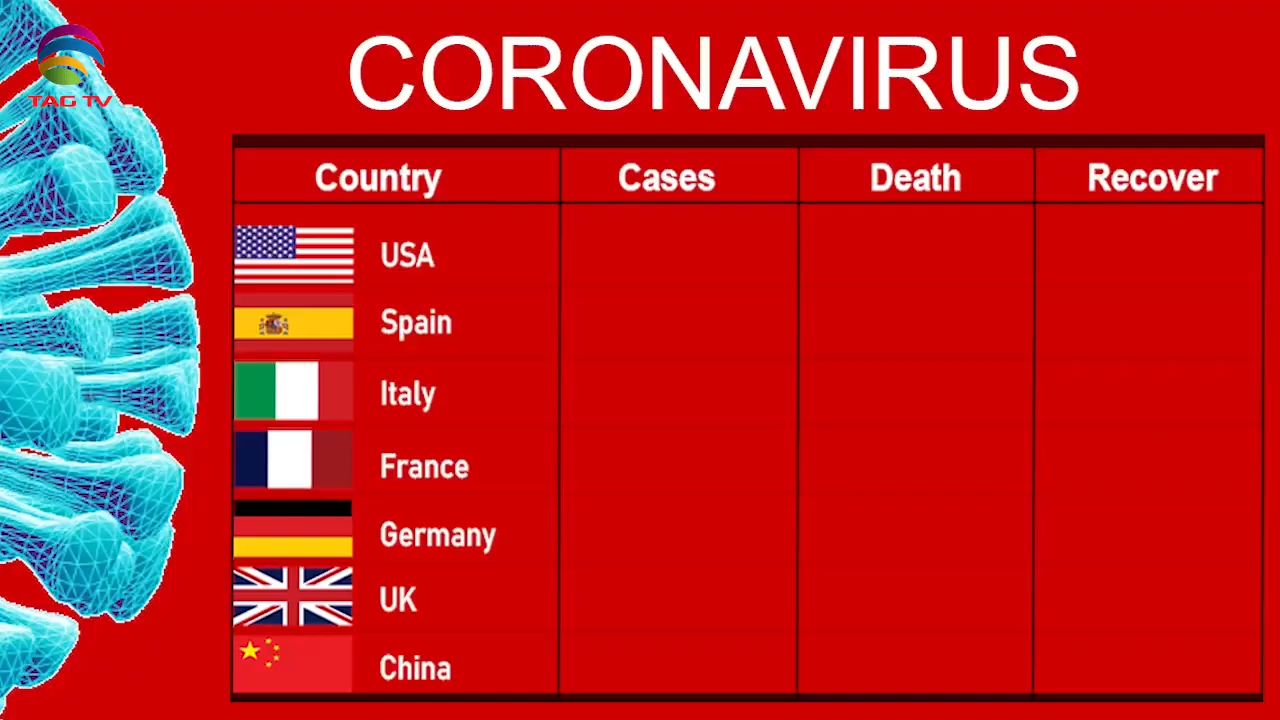 TAG TV
CORONAVIRUS
Country Cases Death Recover
USA
Spain
Italy
France
Germany
UK
China